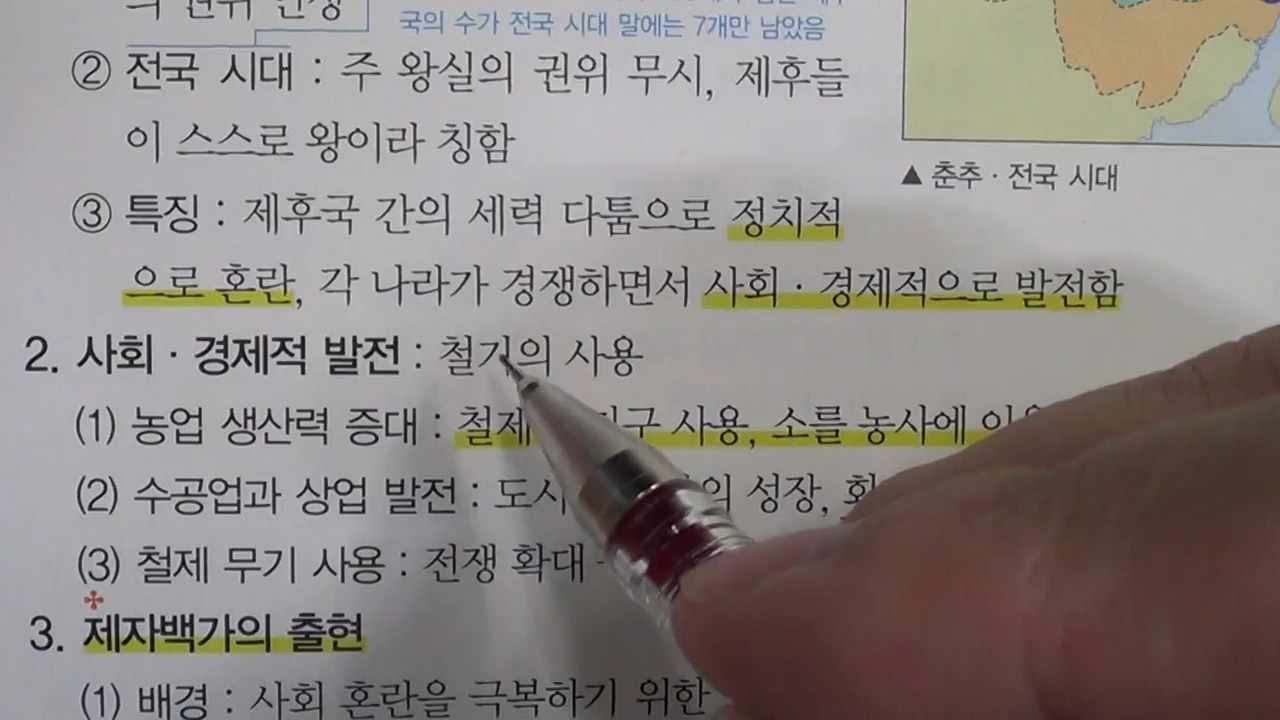 의 권위 인정
국의 수가 전국 시대 말에는 7개만 남았음
② 전국 시대 : 주 왕실의 권위 무시, 제후들
이 스스로 왕이라 칭함
▲ 춘추·전국 시대
③ 특징 : 제후국 간의 세력 다툼으로 정치적
으로 혼란, 각 나라가 경쟁하면서 사회·경제적으로 발전함
2. 사회·경제적 발전 : 철기의 사용
(1) 농업 생산력 증대 : 철제 사용, 소를 농사에
(2) 수공업과 상업 발전 : 성장,
(3) 철제 무기 사용 : 전쟁 확대
3. 제자백가의 출현
(1) 배경 : 사회 혼란을 극복하기 위한